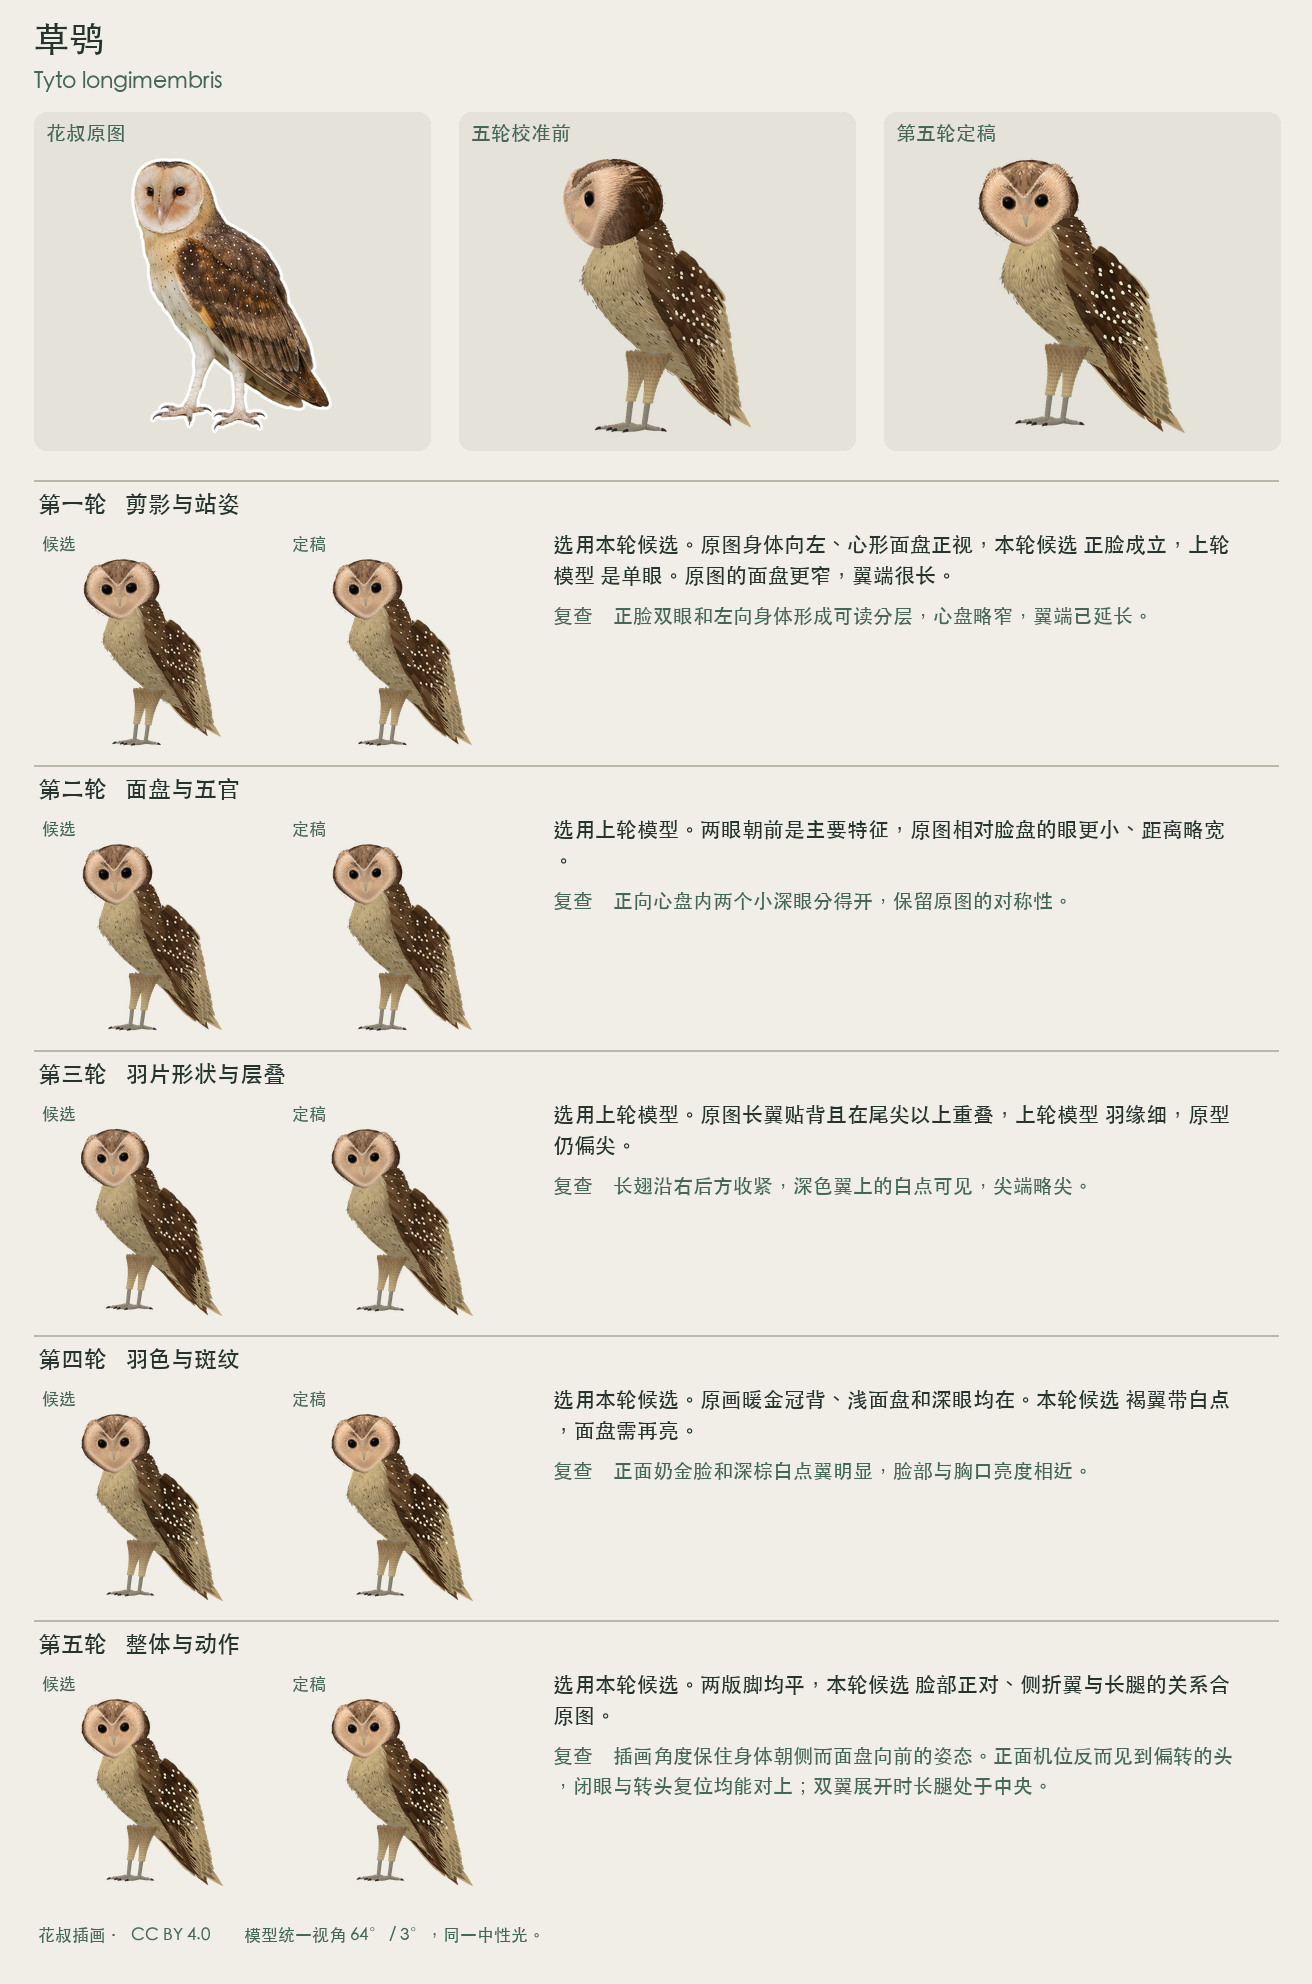 草鸮
Tyto longimembris
花叔原图
五轮校准前
第五轮定稿
第一轮 剪影与站姿
候选
定稿
选用本轮候选。原图身体向左、心形面盘正视，本轮候选 正脸成立，上轮
模型 是单眼。原图的面盘更窄，翼端很长。
复查 正脸双眼和左向身体形成可读分层，心盘略窄，翼端已延长。
第二轮 面盘与五官
候选
定稿
选用上轮模型。两眼朝前是主要特征，原图相对脸盘的眼更小、距离略宽
。
复查 正向心盘内两个小深眼分得开，保留原图的对称性。
第三轮 羽片形状与层叠
候选
定稿
选用上轮模型。原图长翼贴背且在尾尖以上重叠，上轮模型 羽缘细，原型
仍偏尖。
复查 长翅沿右后方收紧，深色翼上的白点可见，尖端略尖。
第四轮 羽色与斑纹
候选
定稿
选用本轮候选。原画暖金冠背、浅面盘和深眼均在。本轮候选 褐翼带白点
，面盘需再亮。
复查 正面奶金脸和深棕白点翼明显，脸部与胸口亮度相近。
第五轮 整体与动作
候选
定稿
选用本轮候选。两版脚均平，本轮候选 脸部正对、侧折翼与长腿的关系合
原图。
复查 插画角度保住身体朝侧而面盘向前的姿态。正面机位反而见到偏转的头
，闭眼与转头复位均能对上；双翼展开时长腿处于中央。
花叔插画 · CC BY 4.0 模型统一视角 64° / 3°，同一中性光。